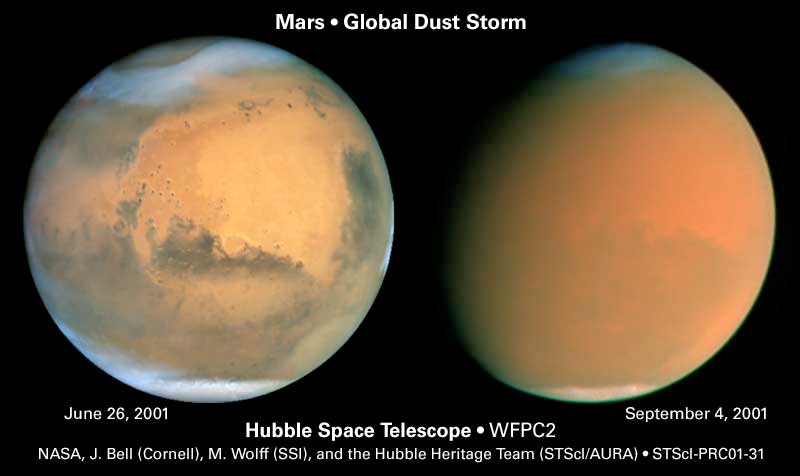 Mars • Global Dust Storm
June 26, 2001
September 4, 2001
Hubble Space Telescope • WFPC2
NASA, J. Bell (Cornell), M. Wolff (SSI), and the Hubble Heritage Team (STScI/AURA) • STScI-PRC01-31